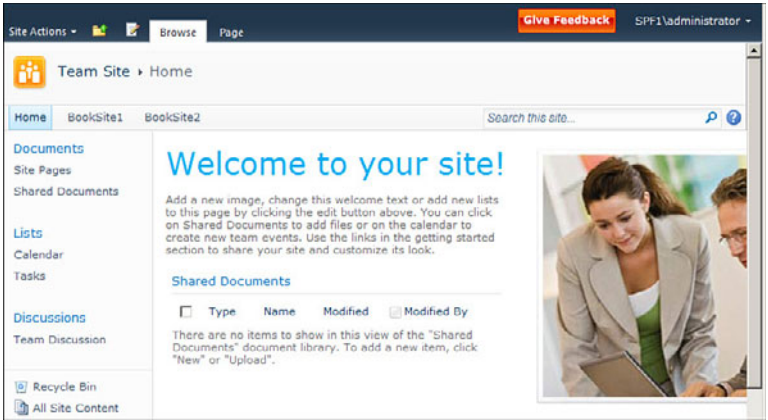 Site Actions
Browse
Page
Give Feedback
SPF1\administrator
Team Site ▸ Home
Home
BookSite1
BookSite2
Search this site...
Documents
Site Pages
Shared Documents
Lists
Calendar
Tasks
Discussions
Team Discussion
Recycle Bin
All Site Content
Welcome to your site!
Add a new image, change this welcome text or add new lists
to this page by clicking the edit button above. You can click
on Shared Documents to add files or on the calendar to
create new team events. Use the links in the getting started
section to share your site and customize its look.
Shared Documents
Type Name Modified Modified By
There are no items to show in this view of the "Shared
Documents" document library. To add a new item, click
"New" or "Upload".